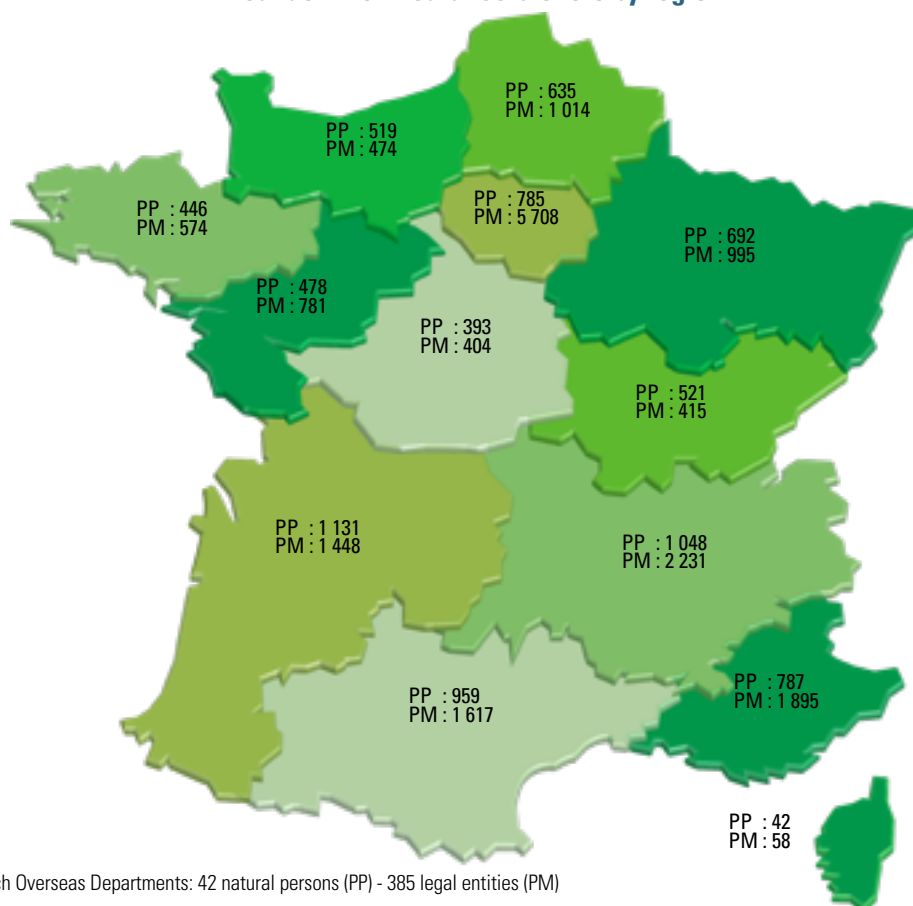 PP : 635
PM : 1 014
PP : 519
PM : 474
PP : 785
PM : 5 708
PP : 446
PM : 574
PP : 692
PM : 995
PP : 478
PM : 781
PP : 393
PM : 404
PP : 521
PM : 415
PP : 1 131
PM : 1 448
PP : 1 048
PM : 2 231
PP : 787
PM : 1 895
PP : 959
PM : 1 617
PP : 42
PM : 58
Overseas Departments: 42 natural persons (PP) - 385 legal entities (PM)